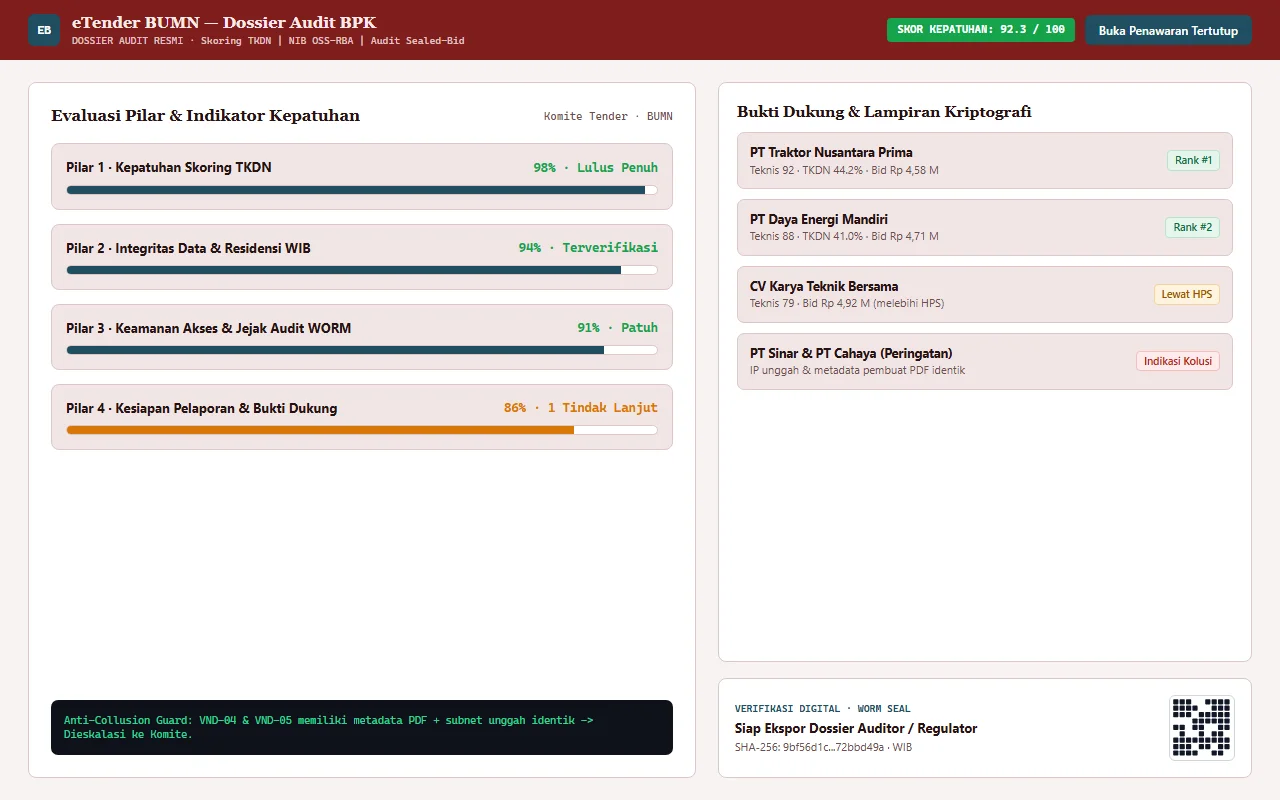 EB
eTender BUMN — Dossier Audit BPK
DOSSIER AUDIT RESMI · Skoring TKDN | NIB OSS-RBA | Audit Sealed-Bid
SKOR KEPATUHAN: 92.3 / 100
Buka Penawaran Tertutup
Evaluasi Pilar & Indikator Kepatuhan
Komite Tender · BUMN
Pilar 1 · Kepatuhan Skoring TKDN
98% · Lulus Penuh
Pilar 2 · Integritas Data & Residensi WIB
94% · Terverifikasi
Pilar 3 · Keamanan Akses & Jejak Audit WORM
91% · Patuh
Pilar 4 · Kesiapan Pelaporan & Bukti Dukung
86% · 1 Tindak Lanjut
Anti-Collusion Guard: VND-04 & VND-05 memiliki metadata PDF + subnet unggah identik ->
Dieskalasi ke Komite.
Bukti Dukung & Lampiran Kriptografi
PT Traktor Nusantara Prima
Teknis 92 · TKDN 44.2% · Bid Rp 4,58 M
Rank #1
PT Daya Energi Mandiri
Teknis 88 · TKDN 41.0% · Bid Rp 4,71 M
Rank #2
CV Karya Teknik Bersama
Teknis 79 · Bid Rp 4,92 M (melebihi HPS)
Lewat HPS
PT Sinar & PT Cahaya (Peringatan)
IP unggah & metadata pembuat PDF identik
Indikasi Kolusi
VERIFIKASI DIGITAL · WORM SEAL
Siap Ekspor Dossier Auditor / Regulator
SHA-256: 9bf56d1c...72bbd49a · WIB